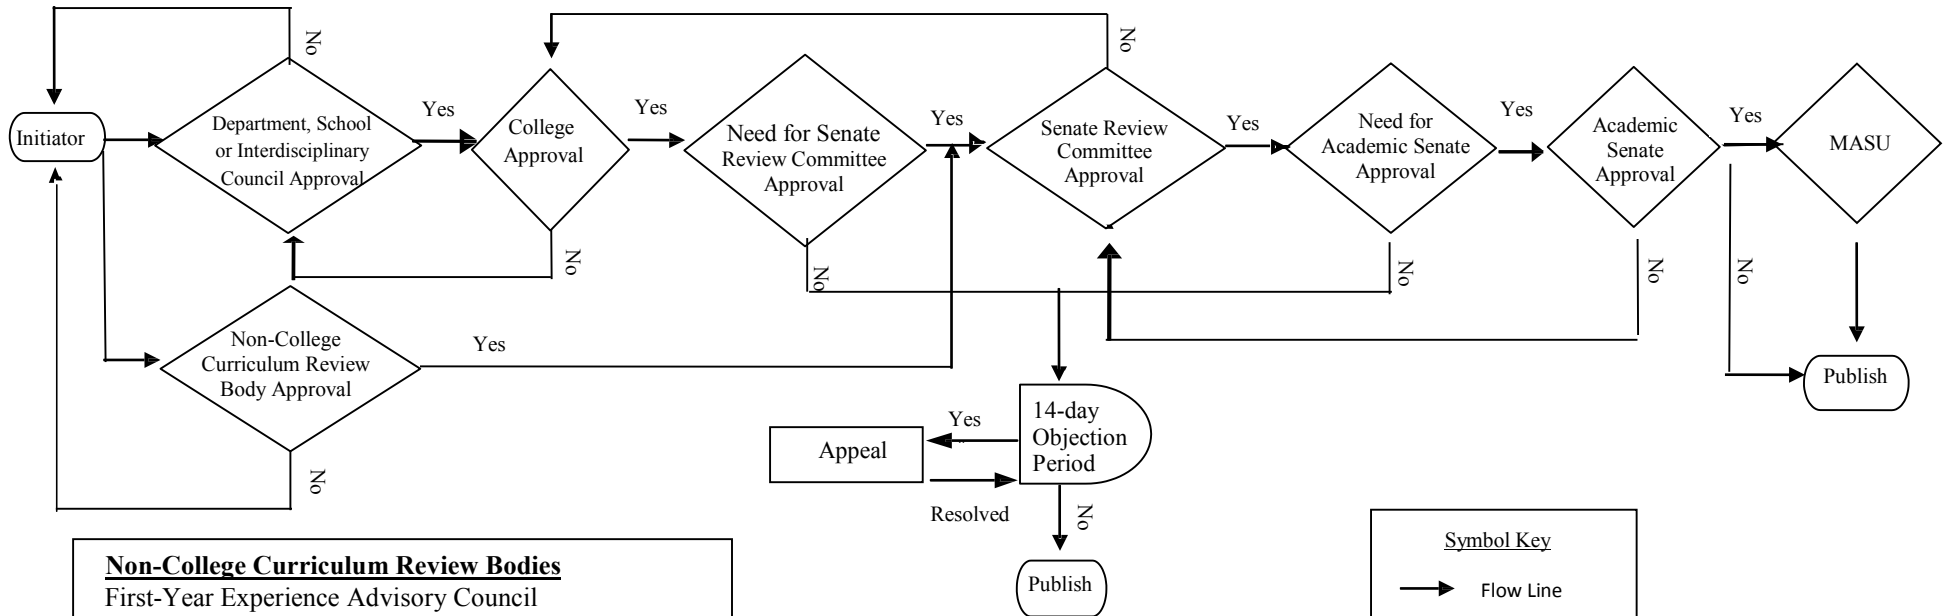 No
No
Initiator
Department, School
or Interdisciplinary
Council Approval
Yes
College
Approval
Yes
Need for Senate
Review Committee
Approval
Yes
Senate Review
Committee
Approval
Yes
Need for
Academic Senate
Approval
Yes
Academic
Senate
Approval
Yes
MASU
No
No
No
No
No
Non-College
Curriculum Review
Body Approval
Yes
No
Publish
14-day
Objection
Period
Yes
Appeal
Resolved
No
Publish
Non-College Curriculum Review Bodies
First-Year Experience Advisory Council
Symbol Key
Flow Line